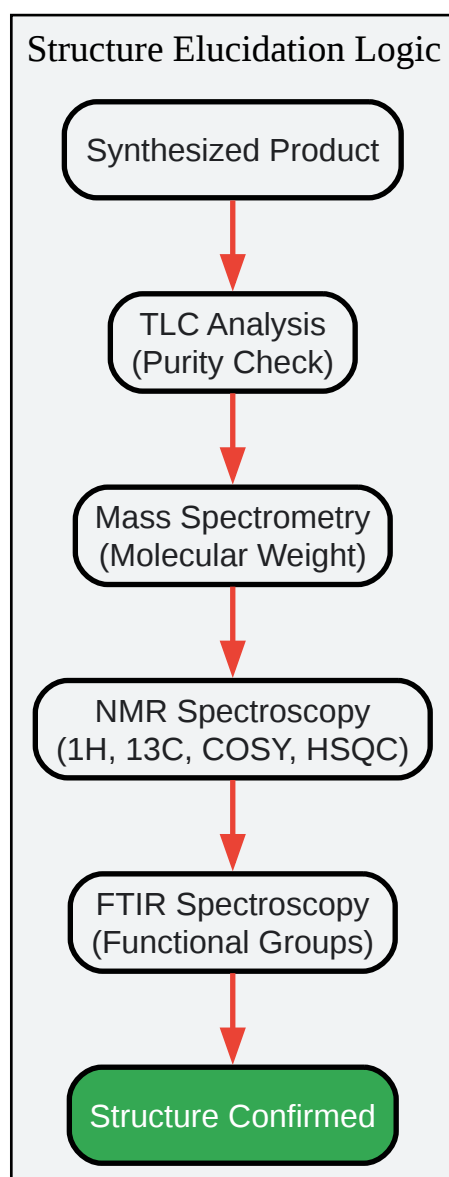 Structure Elucidation Logic
Synthesized Product
TLC Analysis
(Purity Check)
Mass Spectrometry
(Molecular Weight)
NMR Spectroscopy
(1H, 13C, COSY, HSQC)
FTIR Spectroscopy
(Functional Groups)
Structure Confirmed